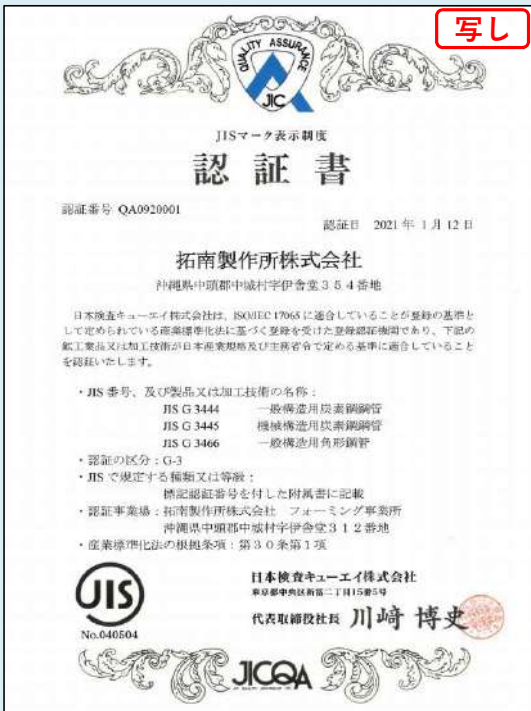 写し
QUALITY ASSURANCE
JIC
JISマーク表示制度
認証書
認証番号 QA0920001
認証日 2021年1月12日
拓南製作所株式会社
沖縄県中頭郡中城村字伊舎堂354番地
日本検査キューエイ株式会社は、ISO/IEC 17065に適合していることが登録の基準と
して定められている産業標準化法に基づく登録を受けた登録認証機関であり、下記の
鉱工業品又は加工技術が日本産業規格及び主務省令で定める基準に適合していること
を認証いたします。
・JIS番号、及び製品又は加工技術の名称：
JIS G 3444 一般構造用炭素鋼鋼管
JIS G 3445 機械構造用炭素鋼鋼管
JIS G 3466 一般構造用角形鋼管
・認証の区分：G-3
・JISで規定する種類又は等級：
標記認証番号を付した附属書に記載
・認証事業場：拓南製作所株式会社 フォーミング事業所
沖縄県中頭郡中城村字伊舎堂312番地
・産業標準化法の根拠条項：第30条第1項
JIS
No.040504
日本検査キューエイ株式会社
東京都中央区新富二丁目15番5号
代表取締役社長 川﨑 博史
JICQA